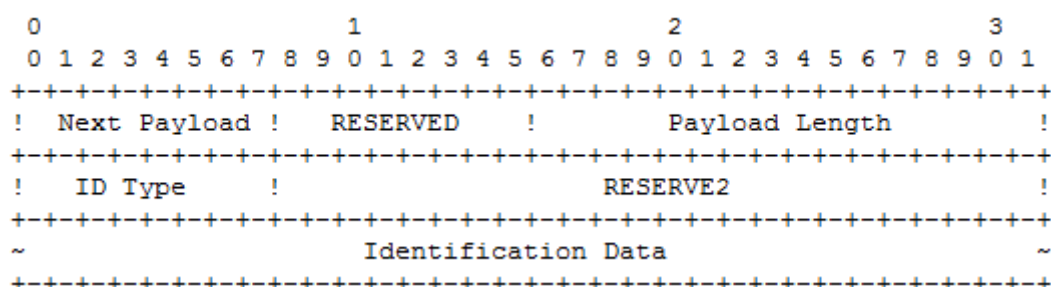 0 1 2 3
0 1 2 3 4 5 6 7 8 9 0 1 2 3 4 5 6 7 8 9 0 1 2 3 4 5 6 7 8 9 0 1
+-+-+-+-+-+-+-+-+-+-+-+-+-+-+-+-+-+-+-+-+-+-+-+-+-+-+-+-+-+-+-+-+
! Next Payload ! RESERVED ! Payload Length !
+-+-+-+-+-+-+-+-+-+-+-+-+-+-+-+-+-+-+-+-+-+-+-+-+-+-+-+-+-+-+-+-+
! ID Type ! RESERVE2 !
+-+-+-+-+-+-+-+-+-+-+-+-+-+-+-+-+-+-+-+-+-+-+-+-+-+-+-+-+-+-+-+-+
~ Identification Data ~
+-+-+-+-+-+-+-+-+-+-+-+-+-+-+-+-+-+-+-+-+-+-+-+-+-+-+-+-+-+-+-+-+